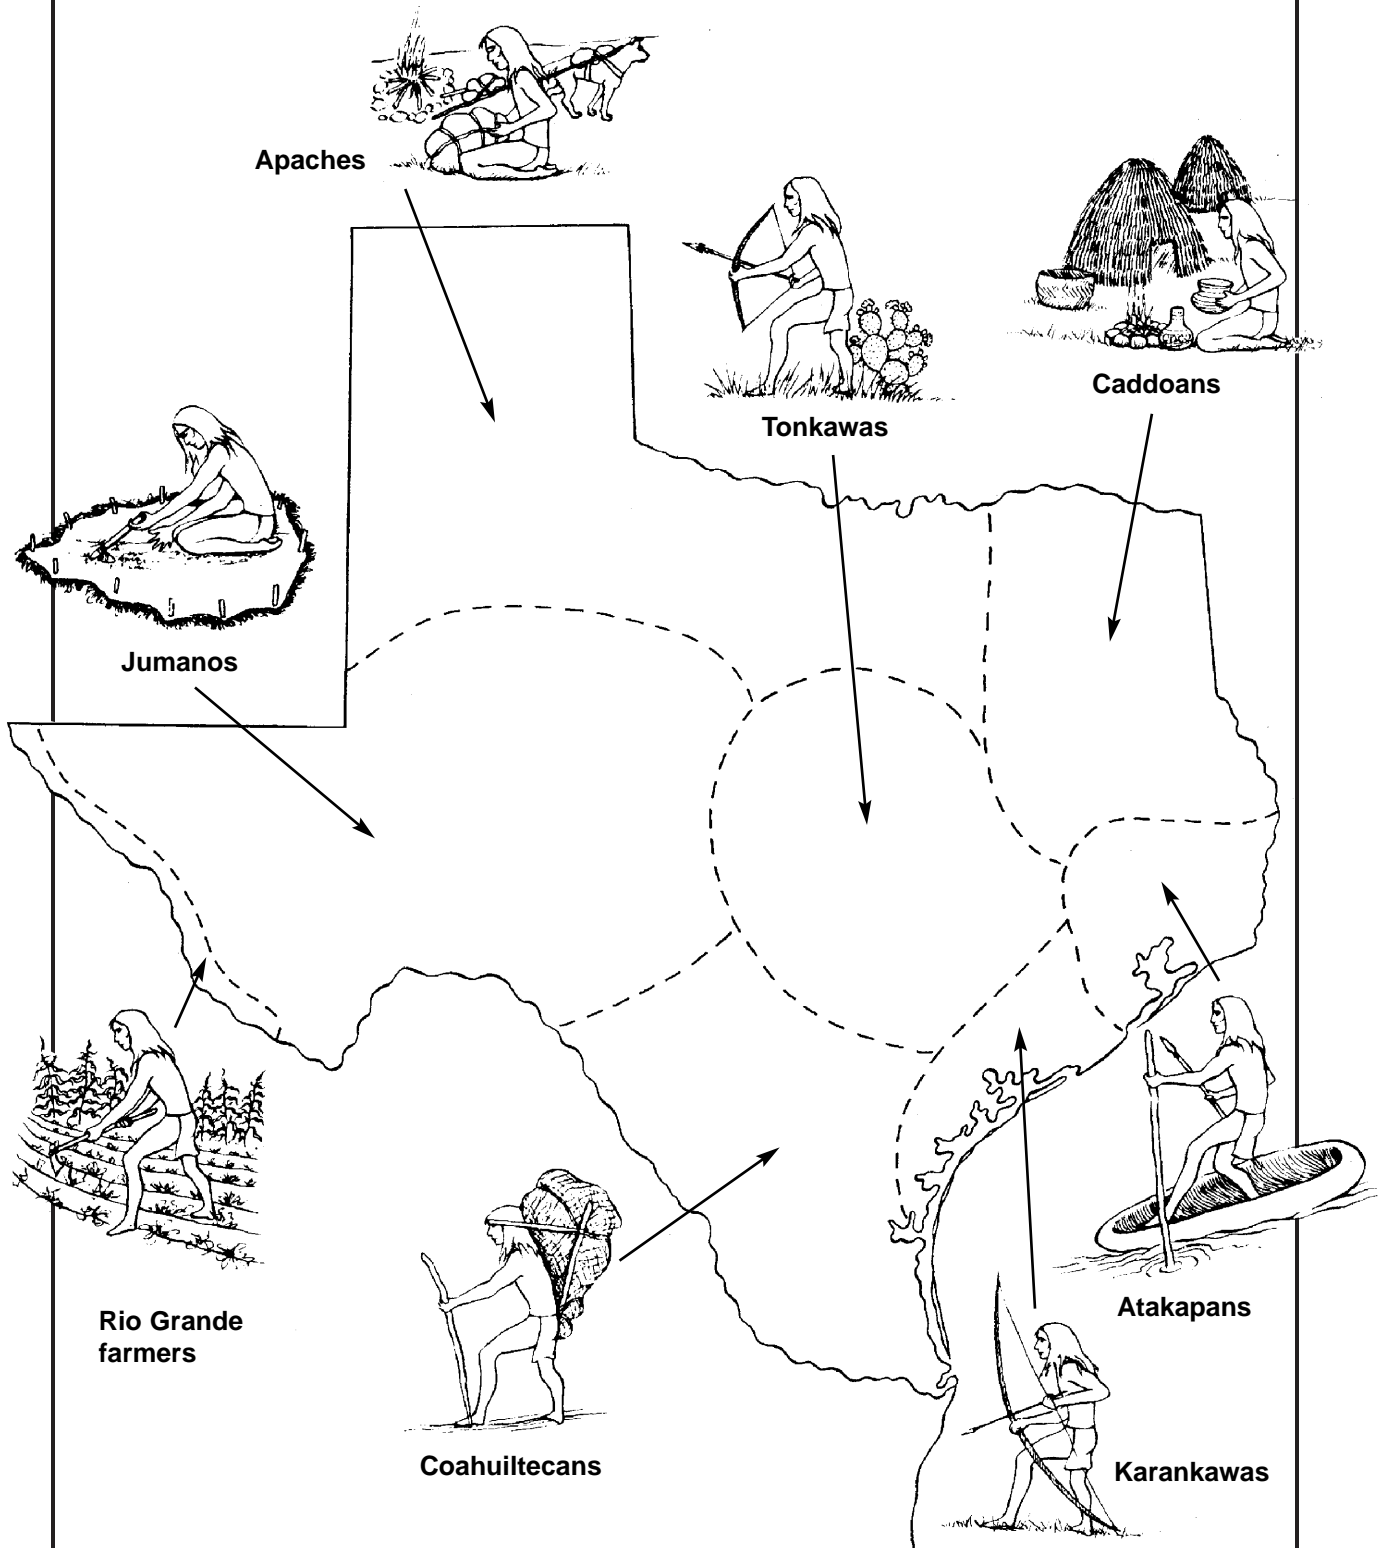 Apaches
Caddoans
Tonkawas
Jumanos
Atakapans
Rio Grande
farmers
Coahuiltecans
Karankawas